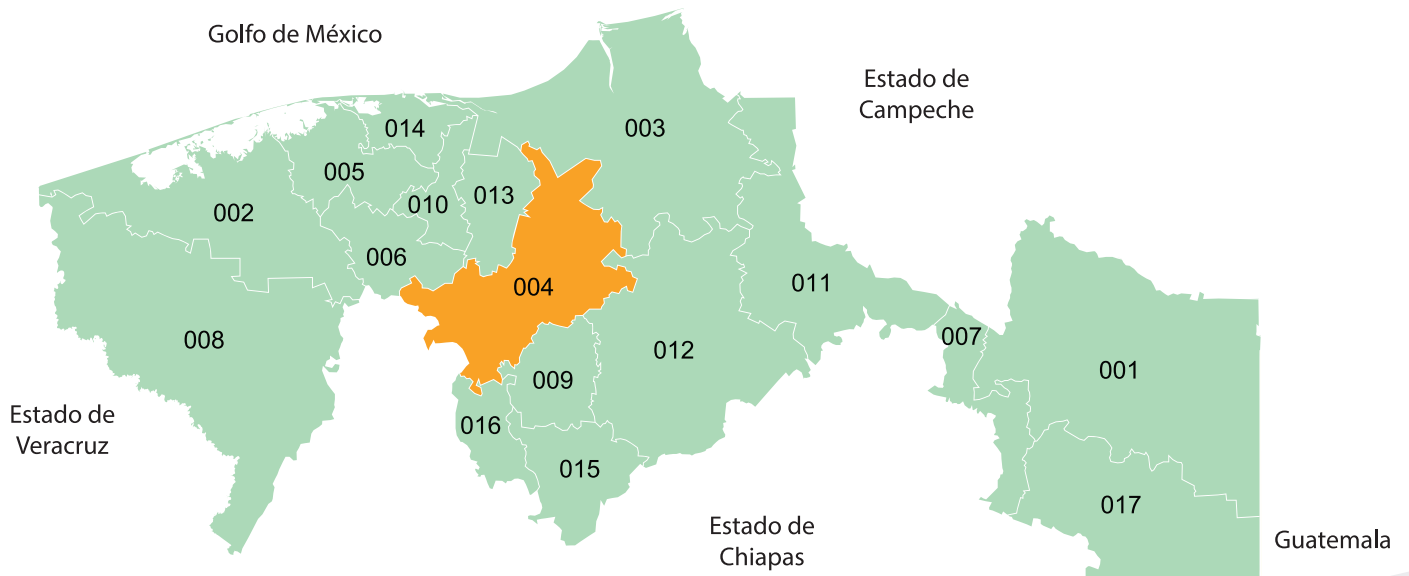 Golfo de México
Estado de
Campeche
003
014
005
013
010
002
006
011
004
007
008
012
001
009
Estado de
Veracruz
016
015
017
Estado de
Chiapas
Guatemala